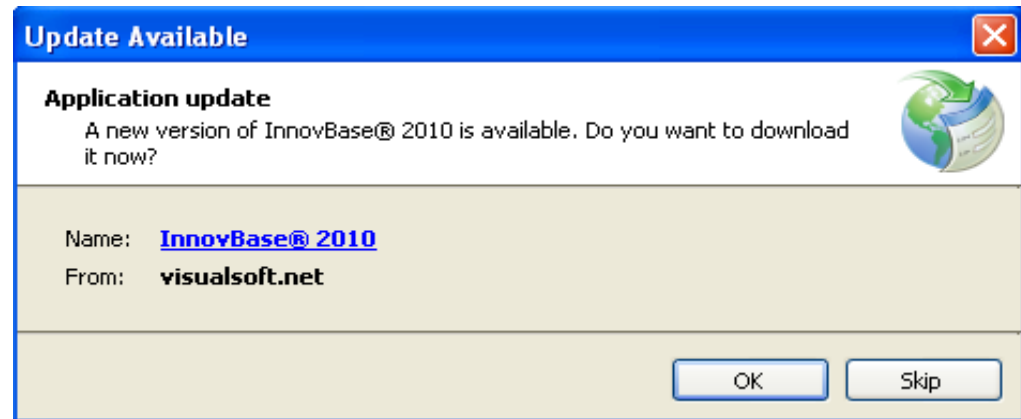 Update Available
Application update
A new version of InnovBase® 2010 is available. Do you want to download
it now?
Name: InnovBase® 2010
From: visualsoft.net
OK Skip